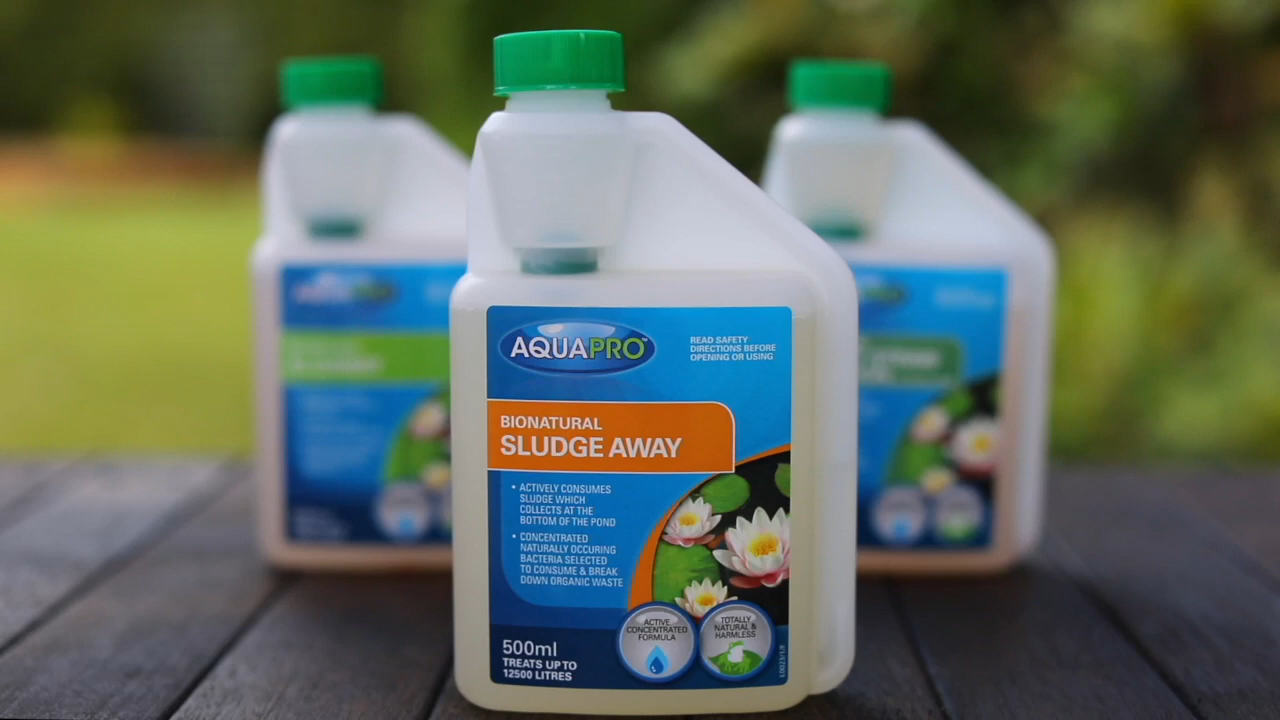 AQUAPRO™
READ SAFETY
DIRECTIONS BEFORE
OPENING OR USING
BIONATURAL
SLUDGE AWAY
• ACTIVELY CONSUMES
SLUDGE WHICH
COLLECTS AT THE
BOTTOM OF THE POND
• CONCENTRATED
NATURALLY OCCURING
BACTERIA SELECTED
TO CONSUME & BREAK
DOWN ORGANIC WASTE
ACTIVE
CONCENTRATED
FORMULA
TOTALLY
NATURAL &
HARMLESS
500ml
TREATS UP TO
12500 LITRES